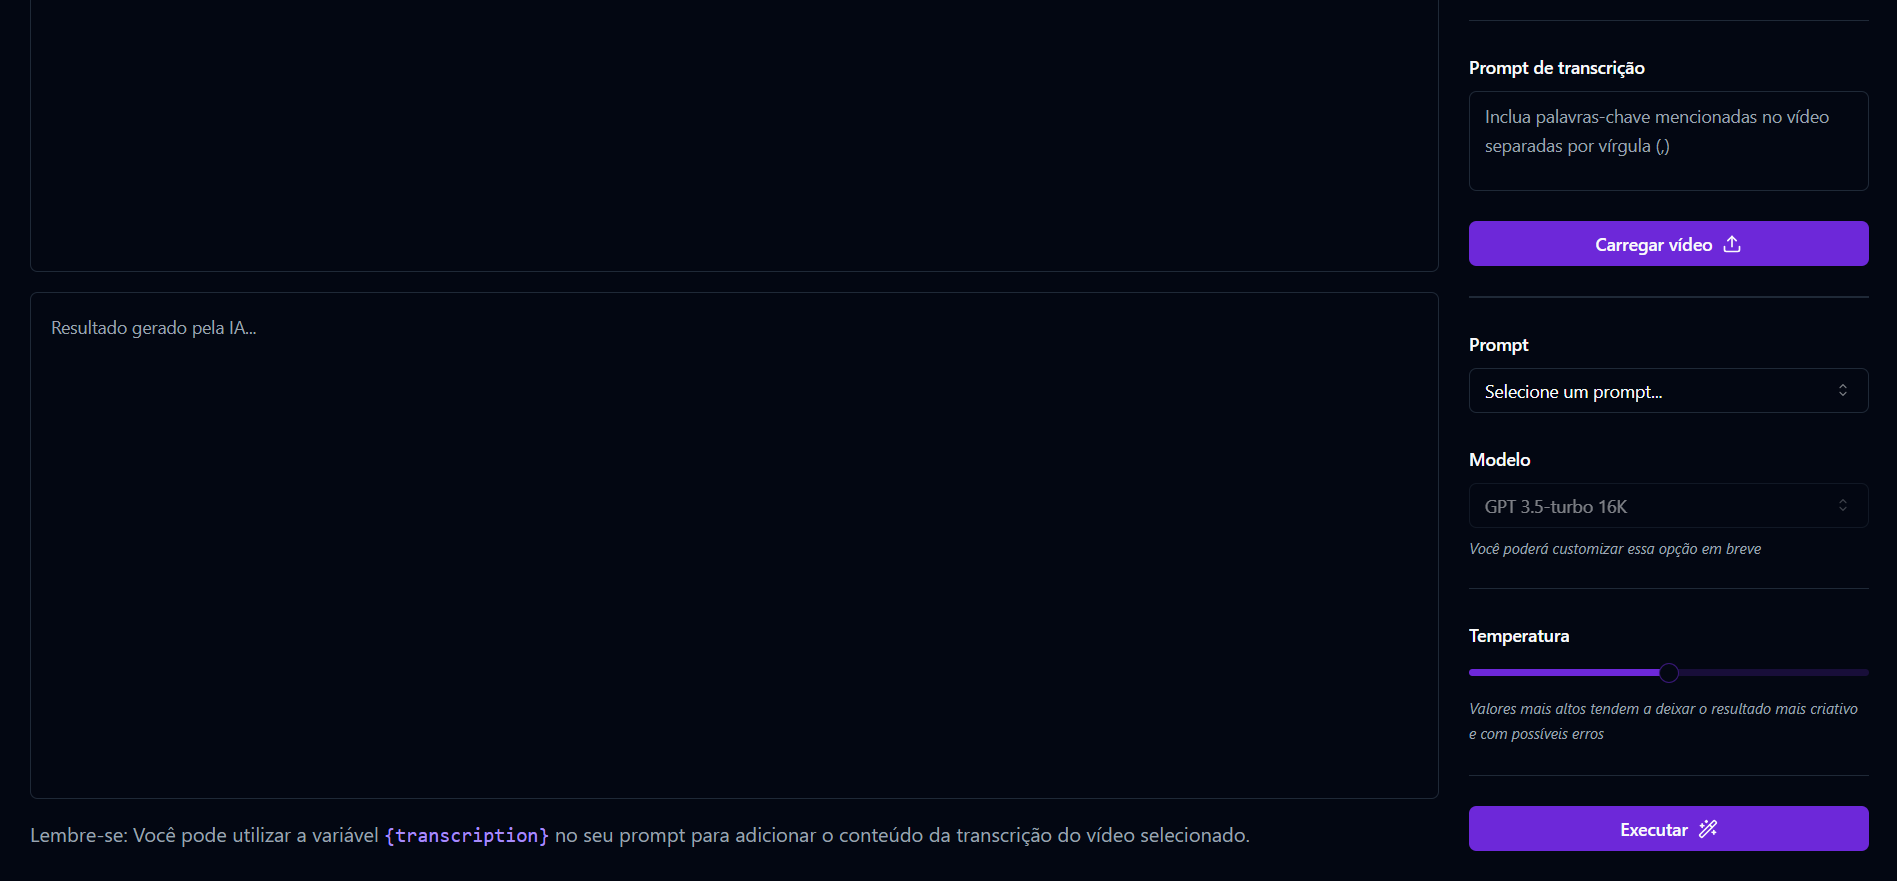 Resultado gerado pela IA...
Lembre-se: Você pode utilizar a variável {transcription} no seu prompt para adicionar o conteúdo da transcrição do vídeo selecionado.
Prompt de transcrição
Inclua palavras-chave mencionadas no vídeo
separadas por vírgula (,)
Carregar vídeo
Prompt
Selecione um prompt...
Modelo
GPT 3.5-turbo 16K
Você poderá customizar essa opção em breve
Temperatura
Valores mais altos tendem a deixar o resultado mais criativo
e com possíveis erros
Executar